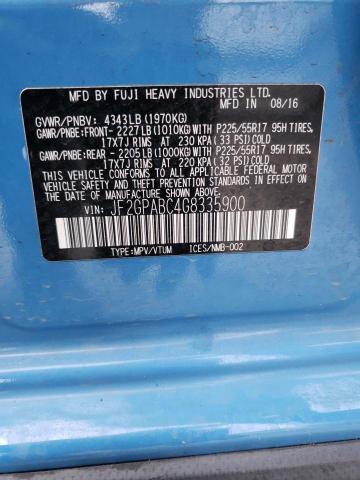 MFD BY FUJI HEAVY INDUSTRIES LTD. 08/16
GVWR/PNBV: 4343LB (1970KG)
GAWR/PNBE:FRONT- 2227LB (1010KG)WITH P225/55R17 95H TIRES,
17X7J RIMS AT 230 KPA (33 PSI) COLD
GAWR/PNBE:REAR - 2205LB (1000KG)WITH P225/55R17 95H TIRES,
17X7J RIMS AT 220 KPA (32 PSI) COLD
THIS VEHICLE CONFORMS TO ALL APPLICABLE FEDERAL MOTOR
VEHICLE SAFETY AND BUMPER STANDARDS IN EFFECT ON THE
DATE OF MANUFACTURE SHOWN ABOVE.
VIN: JF2GPABC4G8335900
TYPE:MPV/VTUM ICES/NMB-002